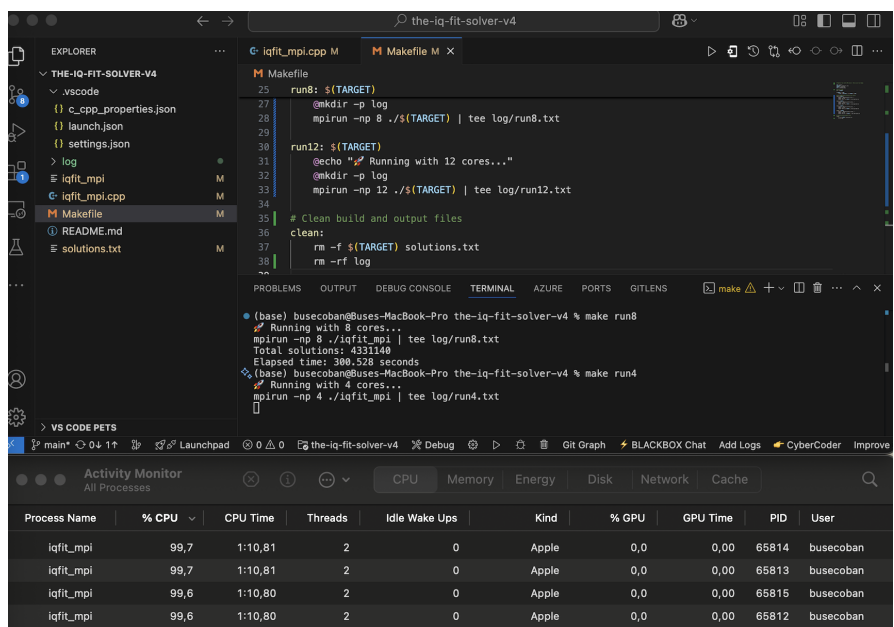 the-iq-fit-solver-v4
EXPLORER
THE-IQ-FIT-SOLVER-V4
.vscode
{} c_cpp_properties.json
{} launch.json
{} settings.json
log
iqfit_mpi M
iqfit_mpi.cpp M
Makefile M
README.md
solutions.txt M
VS CODE PETS
8
1
iqfit_mpi.cpp M
Makefile M
Makefile
25 run8: $(TARGET)
27 @mkdir -p log
28 mpirun -np 8 ./$(TARGET) | tee log/run8.txt
29
30 run12: $(TARGET)
31 @echo "🚀 Running with 12 cores..."
32 @mkdir -p log
33 mpirun -np 12 ./$(TARGET) | tee log/run12.txt
34
35 # Clean build and output files
36 clean:
37 rm -f $(TARGET) solutions.txt
38 rm -rf log
PROBLEMS OUTPUT DEBUG CONSOLE TERMINAL AZURE PORTS GITLENS make
(base) busecoban@Buses-MacBook-Pro the-iq-fit-solver-v4 % make run8
🚀 Running with 8 cores...
mpirun -np 8 ./iqfit_mpi | tee log/run8.txt
Total solutions: 4331140
Elapsed time: 300.528 seconds
(base) busecoban@Buses-MacBook-Pro the-iq-fit-solver-v4 % make run4
🚀 Running with 4 cores...
mpirun -np 4 ./iqfit_mpi | tee log/run4.txt
main* 0↓ 1↑ Launchpad 0 0 the-iq-fit-solver-v4 Debug Git Graph BLACKBOX Chat Add Logs CyberCoder Improve
Activity Monitor
All Processes
CPU Memory Energy Disk Network Cache
Process Name % CPU CPU Time Threads Idle Wake Ups Kind % GPU GPU Time PID User
iqfit_mpi 99,7 1:10,81 2 0 Apple 0,0 0,00 65814 busecoban
iqfit_mpi 99,7 1:10,81 2 0 Apple 0,0 0,00 65813 busecoban
iqfit_mpi 99,6 1:10,80 2 0 Apple 0,0 0,00 65815 busecoban
iqfit_mpi 99,6 1:10,80 2 0 Apple 0,0 0,00 65812 busecoban